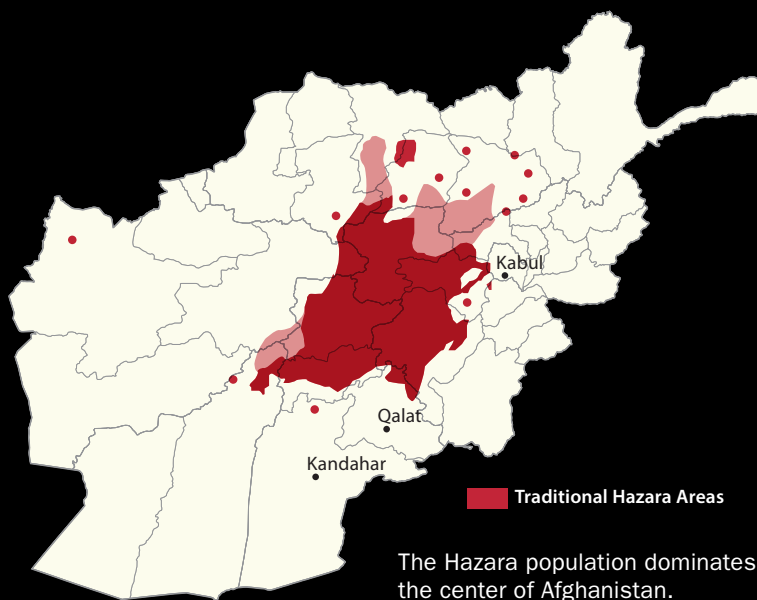 Kabul
Qalat
Kandahar
Traditional Hazara Areas
The Hazara population dominates
the center of Afghanistan.